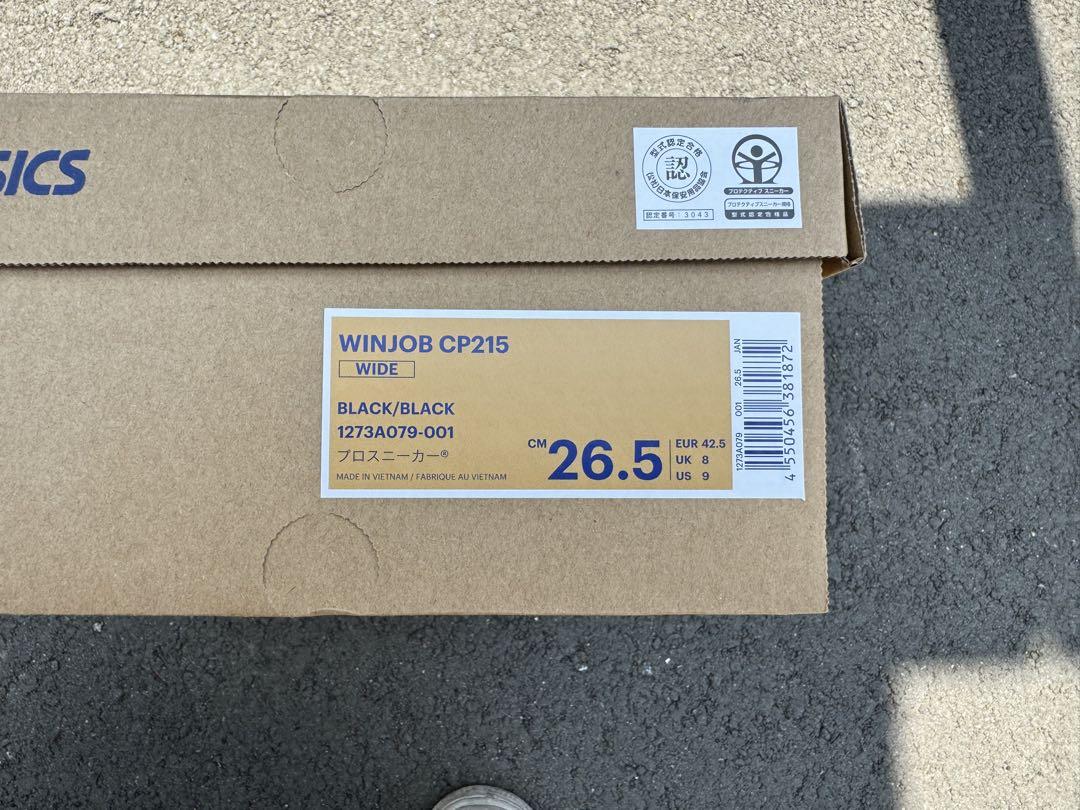 SICS
型式認定合格
認
(公社)日本保安用品協会
認定番号:3043
プロテクティブ スニーカー
プロテクティブスニーカー規格
型式認定合格品
WINJOB CP215
WIDE
BLACK/BLACK
1273A079-001
プロスニーカー®
MADE IN VIETNAM / FABRIQUE AU VIETNAM
CM 26.5
EUR 42.5
UK 8
US 9
1273A079 001 26.5 JAN
4 550456 381872